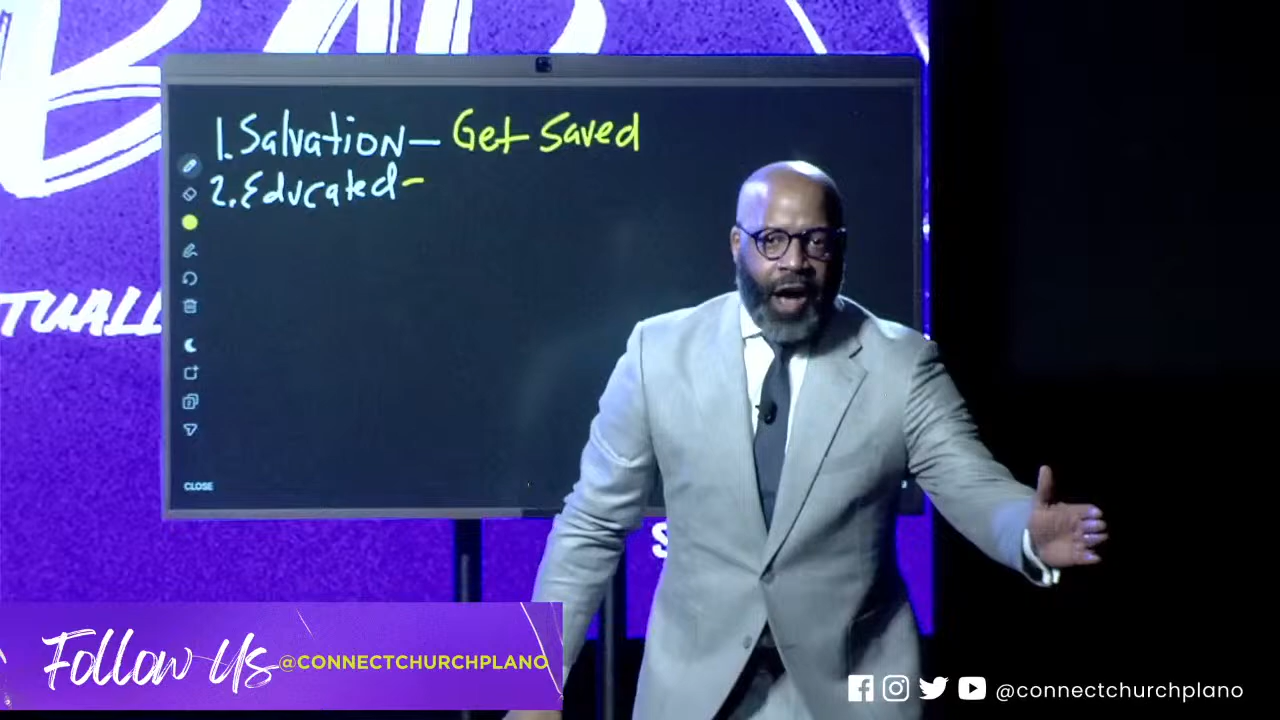 1. Salvation — Get Saved
2. Educated -
CLOSE
Follow Us @CONNECTCHURCHPLANO
@connectchurchplano